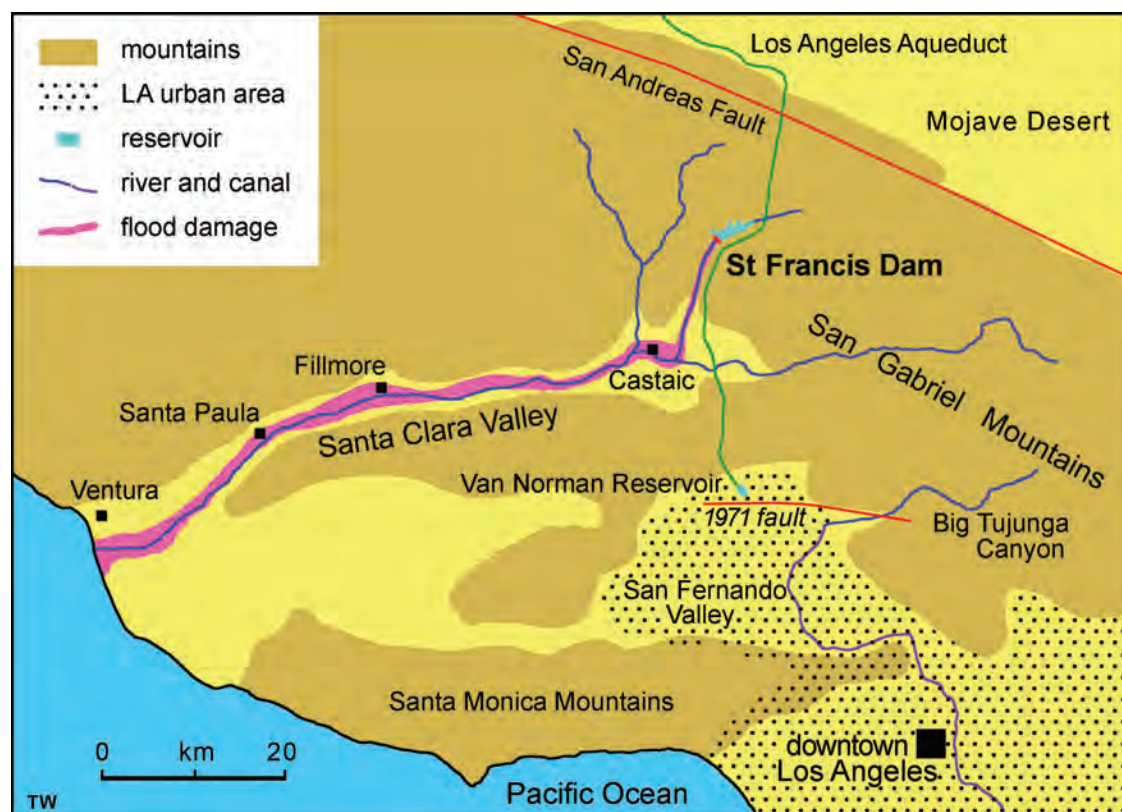 mountains
LA urban area
reservoir
river and canal
flood damage
Los Angeles Aqueduct
San Andreas Fault
Mojave Desert
St Francis Dam
San Gabriel Mountains
Castaic
Fillmore
Santa Paula
Santa Clara Valley
Ventura
Van Norman Reservoir
1971 fault
Big Tujunga
Canyon
San Fernando
Valley
Santa Monica Mountains
0 km 20
downtown
Los Angeles
Pacific Ocean
TW